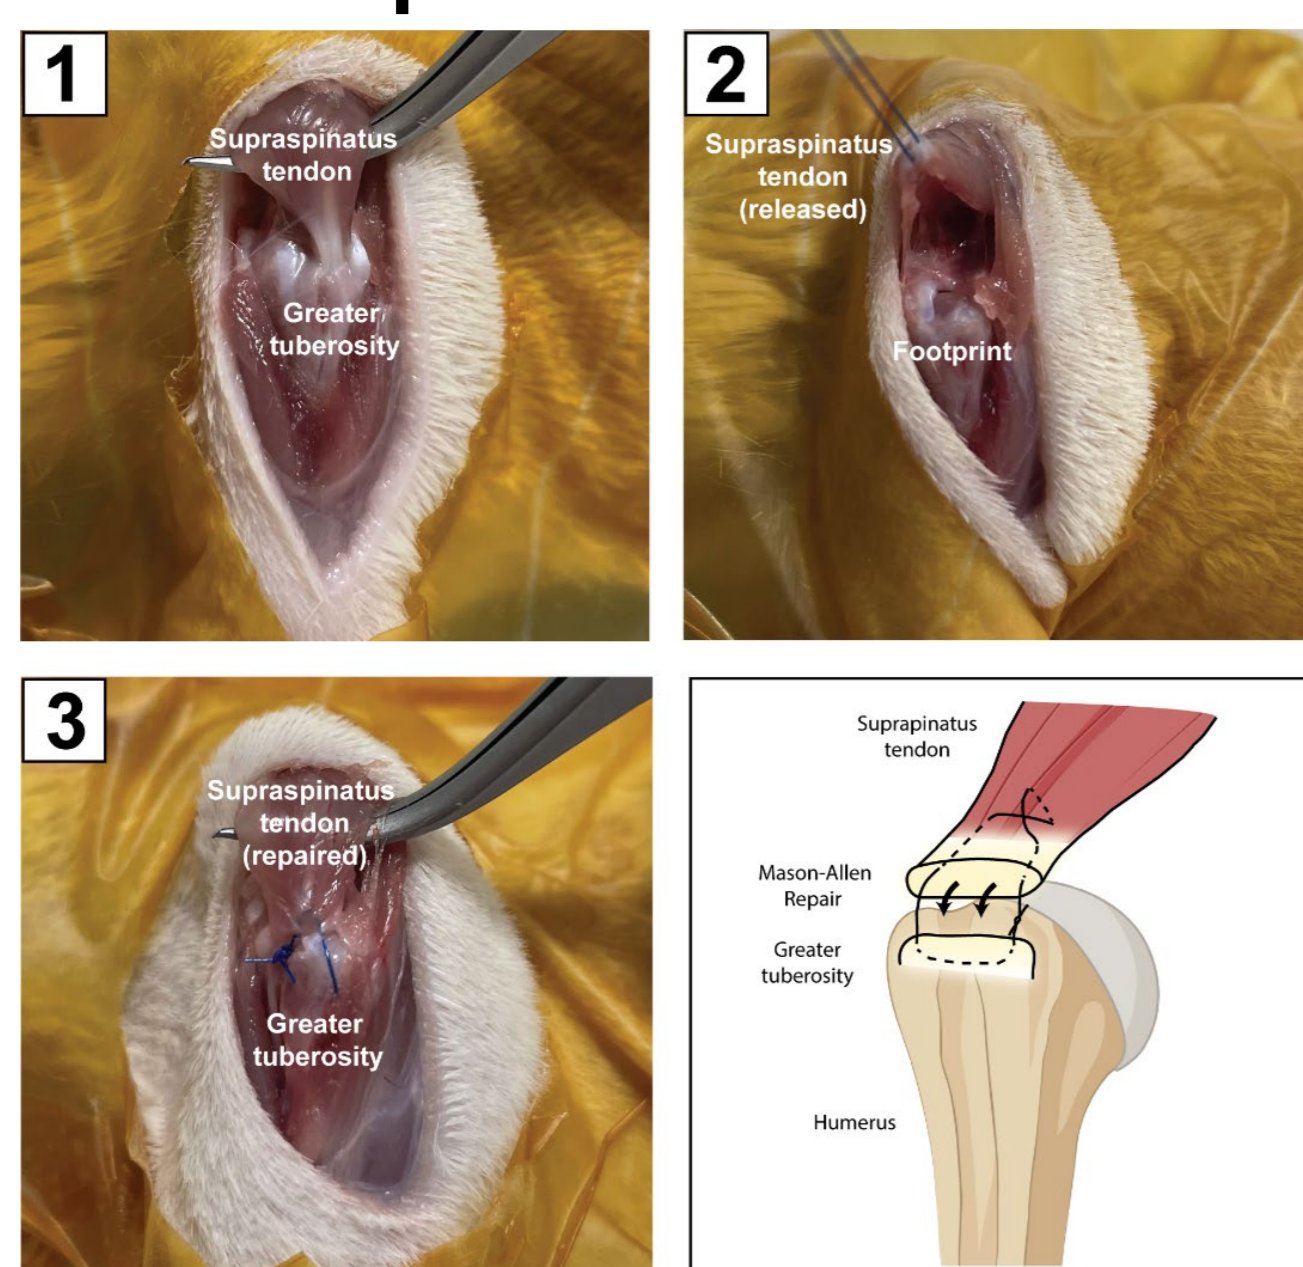 1
Supraspinatus
tendon
Greater
tuberosity
2
Supraspinatus
tendon
(released)
Footprint
3
Supraspinatus
tendon
(repaired)
Greater
tuberosity
Suprapinatus
tendon
Mason-Allen
Repair
Greater
tuberosity
Humerus